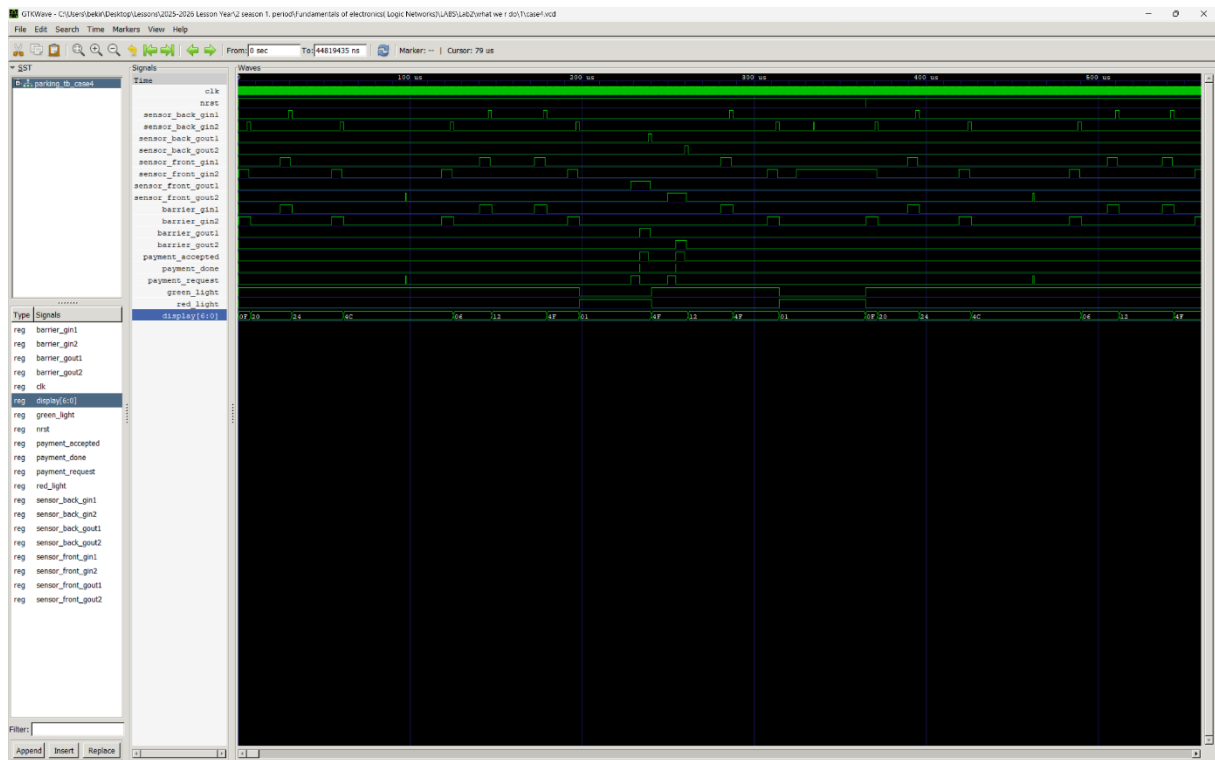 GTKWave - C:\Users\bekir\Desktop\Lessons\2025-2026 Lesson Year\2 season 1. period\Fundamentals of electronics( Logic Networks)\LABS\Lab2\what we r do\1\case4.vcd
File Edit Search Time Markers View Help
From: 0 sec To: 44819435 ns Marker: -- | Cursor: 79 us
SST
parking_tb_case4
Signals
Time
clk
nrst
sensor_back_gin1
sensor_back_gin2
sensor_back_gout1
sensor_back_gout2
sensor_front_gin1
sensor_front_gin2
sensor_front_gout1
sensor_front_gout2
barrier_gin1
barrier_gin2
barrier_gout1
barrier_gout2
payment_accepted
payment_done
payment_request
green_light
red_light
display[6:0]
Waves
100 us 200 us 300 us 400 us 500 us
0F 20 24 4C 06 12 4F 01 4F 12 4F 01 0F 20 24 4C 06 12 4F
Type Signals
reg barrier_gin1
reg barrier_gin2
reg barrier_gout1
reg barrier_gout2
reg clk
reg display[6:0]
reg green_light
reg nrst
reg payment_accepted
reg payment_done
reg payment_request
reg red_light
reg sensor_back_gin1
reg sensor_back_gin2
reg sensor_back_gout1
reg sensor_back_gout2
reg sensor_front_gin1
reg sensor_front_gin2
reg sensor_front_gout1
reg sensor_front_gout2
Filter:
Append Insert Replace